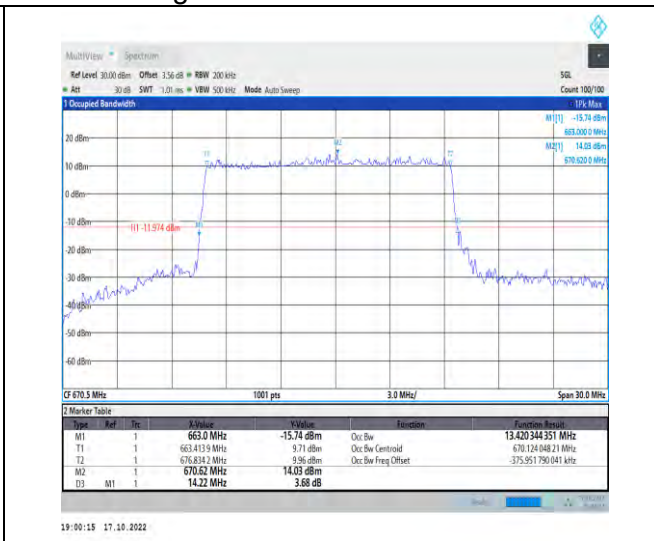 MultiView Spectrum
Ref Level 30.00 dBm Offset 3.56 dB RBW 200 kHz SGL
Att 30 dB SWT 1.01 ms VBW 500 kHz Mode Auto Sweep Count 100/100
1 Occupied Bandwidth 1Pk Max
M1[1] -15.74 dBm
663.000 0 MHz
M2[1] 14.03 dBm
670.620 0 MHz
20 dBm
M2
T1 T2
10 dBm
0 dBm
-10 dBm
H1 -11.974 dBm M1
-20 dBm
-30 dBm
-40 dBm
-50 dBm
-60 dBm
CF 670.5 MHz 1001 pts 3.0 MHz/ Span 30.0 MHz
2 Marker Table
Type Ref Trc X-Value Y-Value Function Function Result
M1 1 663.0 MHz -15.74 dBm Occ Bw 13.420 344 351 MHz
T1 1 663.413 9 MHz 9.71 dBm Occ Bw Centroid 670.124 048 21 MHz
T2 1 676.834 2 MHz 9.96 dBm Occ Bw Freq Offset -375.951 790 041 kHz
M2 1 670.62 MHz 14.03 dBm
D3 M1 1 14.22 MHz 3.68 dB
19:00:15 17.10.2022